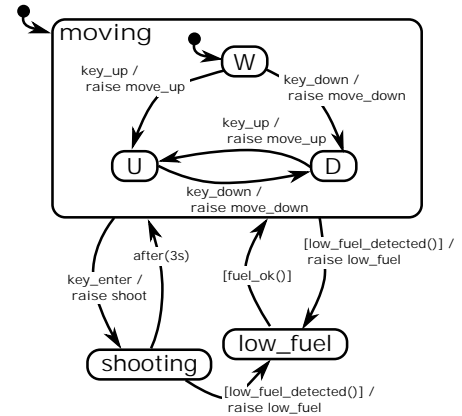 moving
W
key_up /
raise move_up
key_down /
raise move_down
key_up /
raise move_up
U
D
key_down /
raise move_down
[low_fuel_detected()] /
raise low_fuel
after(3s)
[fuel_ok()]
key_enter /
raise shoot
low_fuel
shooting
[low_fuel_detected()] /
raise low_fuel